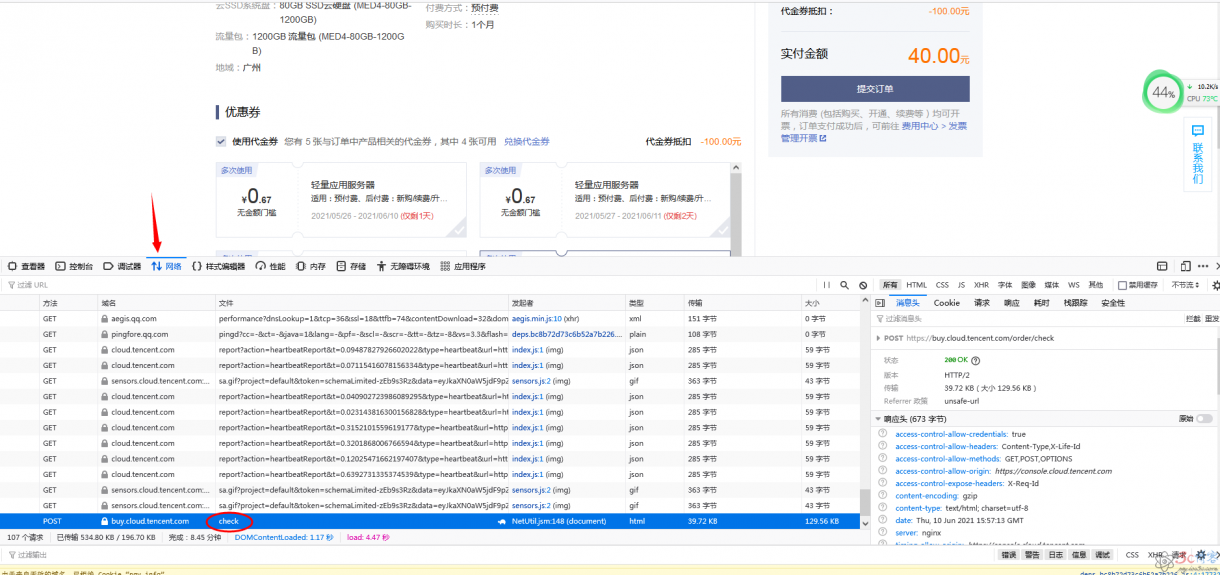 云SSD系统盘： 80GB SSD云硬盘 (MED4-80GB-1200GB)
付费方式：预付费
购买时长：1个月
流量包：1200GB 流量包 (MED4-80GB-1200GB)
地域：广州
代金券抵扣： -100.00元
实付金额 40.00元
提交订单
所有消费 (包括购买、开通、续费等）均可开票，订单支付成功后，可前往 费用中心 > 发票管理开票
44%
10.2K/s
CPU 73°C
联系我们
优惠券
使用代金券 您有 5 张与订单中产品相关的代金券，其中 4 张可用 兑换代金券 代金券抵扣 -100.00元
多次使用
¥0.67
无金额门槛
轻量应用服务器
适用：预付费、后付费：新购/续费/升...
2021/05/26 - 2021/06/10 (仅剩1天)
多次使用
¥0.67
无金额门槛
轻量应用服务器
适用：预付费、后付费：新购/续费/升...
2021/05/27 - 2021/06/11 (仅剩2天)
查看器 控制台 调试器 网络 样式编辑器 性能 内存 存储 无障碍环境 应用程序
过滤 URL
所有 HTML CSS JS XHR 字体 图像 媒体 WS 其他 禁用缓存 不节流
方法 域名 文件 发起者 类型 传输 大小
GET aegis.qq.com performance?dnsLookup=1&tcp=36&ssl=18&ttfb=74&contentDownload=32&dom aegis.min.js:10 (xhr) xml 151 字节 0 字节
GET pingfore.qq.com pingd?cc=-&ct=-&java=1&lang=-&pf=-&scl=-&scr=-&tt=-&tz=-8&vs=3.3&flash= deps.bc8b72d73c6b52a7b226.... plain 108 字节 0 字节
GET cloud.tencent.com report?action=heartbeatReport&t=0.09487827926602022&type=heartbeat&url=htt index.js:1 (img) json 285 字节 59 字节
GET cloud.tencent.com report?action=heartbeatReport&t=0.07115416078156334&type=heartbeat&url=htt index.js:1 (img) json 285 字节 59 字节
GET sensors.cloud.tencent.com:... sa.gif?project=default&token=schemaLimited-zEb9s3Rz&data=eyJkaXN0aW5jdF9pZ sensors.js:2 (img) gif 363 字节 43 字节
GET buy.cloud.tencent.com report?action=heartbeatReport&t=0.040902723986089295&type=heartbeat&url=ht index.js:1 (img) json 285 字节 59 字节
GET cloud.tencent.com report?action=heartbeatReport&t=0.023143816300156828&type=heartbeat&url=ht index.js:1 (img) json 285 字节 59 字节
GET cloud.tencent.com report?action=heartbeatReport&t=0.3152101559619177&type=heartbeat&url=http index.js:1 (img) json 285 字节 59 字节
GET cloud.tencent.com report?action=heartbeatReport&t=0.3201868006766594&type=heartbeat&url=http index.js:1 (img) json 285 字节 59 字节
GET cloud.tencent.com report?action=heartbeatReport&t=0.12025471662197407&type=heartbeat&url=htt index.js:1 (img) json 285 字节 59 字节
GET cloud.tencent.com report?action=heartbeatReport&t=0.6392731335374539&type=heartbeat&url=http index.js:1 (img) json 285 字节 59 字节
GET sensors.cloud.tencent.com:... sa.gif?project=default&token=schemaLimited-zEb9s3Rz&data=eyJkaXN0aW5jdF9pZ sensors.js:2 (img) gif 363 字节 43 字节
GET sensors.cloud.tencent.com:... sa.gif?project=default&token=schemaLimited-zEb9s3Rz&data=eyJkaXN0aW5jdF9pZ sensors.js:2 (img) gif 363 字节 43 字节
POST buy.cloud.tencent.com check NetUtil.jsm:148 (document) html 39.72 KB 129.56 KB
107 个请求 已传输 534.80 KB / 196.70 KB 完成：8.45 分钟 DOMContentLoaded: 1.17 秒 load: 4.47 秒
消息头 Cookie 请求 响应 耗时 栈跟踪 安全性
过滤消息头 拦截 重发
POST https://buy.cloud.tencent.com/order/check
状态 200 OK
版本 HTTP/2
传输 39.72 KB（大小 129.56 KB）
Referrer 政策 unsafe-url
响应头 (673 字节) 原始
access-control-allow-credentials: true
access-control-allow-headers: Content-Type,X-Life-Id
access-control-allow-methods: GET,POST,OPTIONS
access-control-allow-origin: https://console.cloud.tencent.com
access-control-expose-headers: X-Req-Id
content-encoding: gzip
content-type: text/html; charset=utf-8
date: Thu, 10 Jun 2021 15:57:13 GMT
server: nginx
过滤输出
错误 警告 日志 信息 调试 CSS XHR 请求